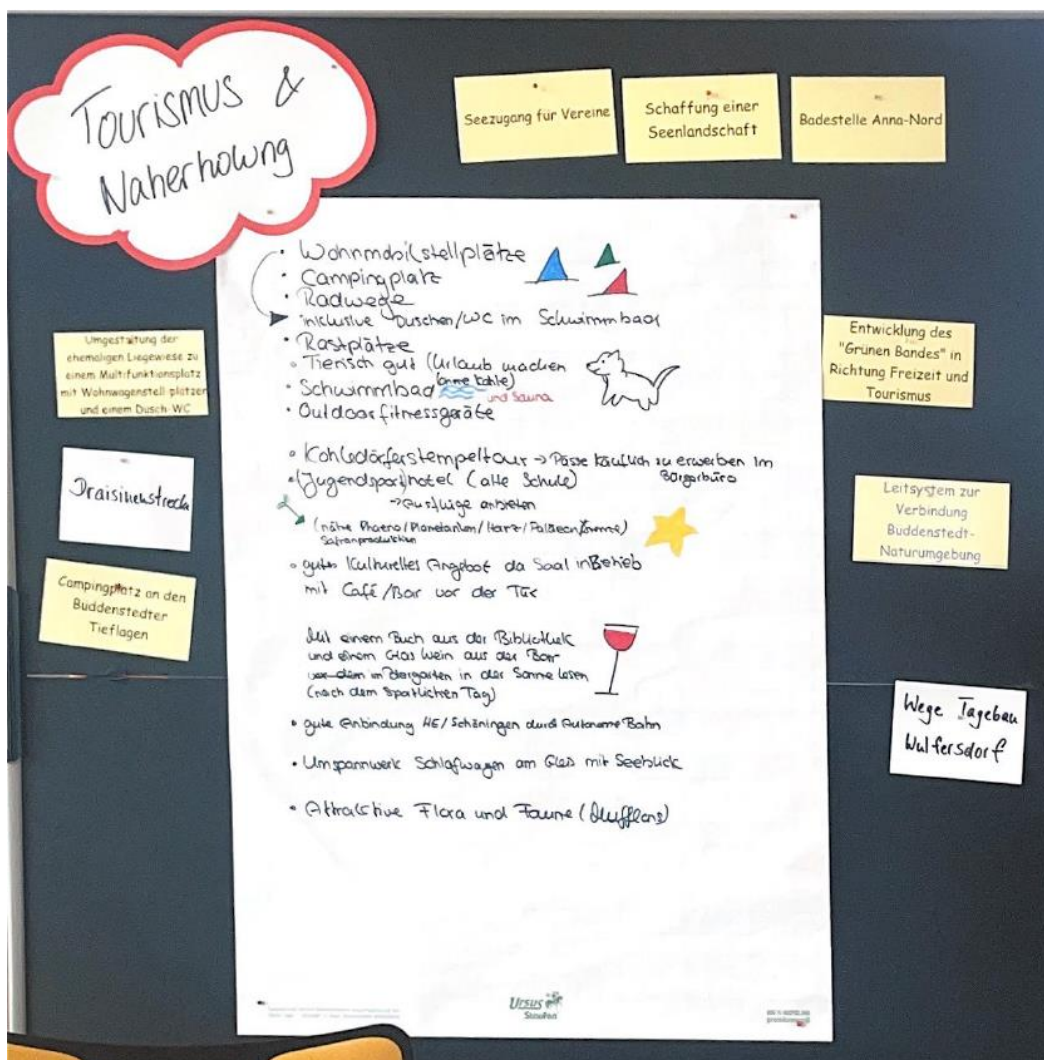 Tourismus &
Naherholung
Seezugang für Vereine
Schaffung einer
Seenlandschaft
Badestelle Anna-Nord
• Wohnmobilstellplätze
• Campingplatz
• Radwege
inklusive Duschen/WC im Schwimmbad
• Rastplätze
• Tierisch gut (Urlaub machen
• Schwimmbad (ohne Kohle)
und Sauna
• Outdoorfitnessgeräte
• Kohledörferstempeltour → Pässe käuflich zu erwerben im
Bürgerbüro
• (Jugendsport)hotel (alte Schule)
→ Ausflüge anbieten
(nähe Phaeno/Planetarium/Harz/Paläon
Safranproduktion
• gutes Kulturelles Angebot da Saal in Betrieb
mit Café/Bar vor der Tür
Mit einem Buch aus der Bibliothek
und einem Glas Wein aus der Bar
im Biergarten in der Sonne lesen
(nach dem sportlichen Tag)
• gute Anbindung HE/Schöningen durch Autonome Bahn
• Umspannwerk Schlafwagen am Gleis mit Seeblick
• Attraktive Flora und Fauna (Mufflons)
Umgestaltung der
ehemaligen Liegewiese zu
einem Multifunktionsplatz
mit Wohnwagenstell-plätzen
und einem Dusch-WC
Draisinenstrecke
Campingplatz an den
Büddenstedter
Tieflagen
Entwicklung des
"Grünen Bandes" in
Richtung Freizeit und
Tourismus
Leitsystem zur
Verbindung
Büddenstedt-
Naturumgebung
Wege Tagebau
Wulfersdorf
Ursus
Staufen